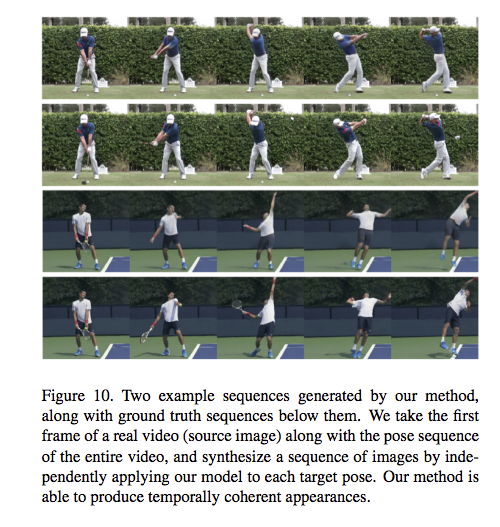 Figure 10. Two example sequences generated by our method,
along with ground truth sequences below them. We take the first
frame of a real video (source image) along with the pose sequence
of the entire video, and synthesize a sequence of images by inde-
pendently applying our model to each target pose. Our method is
able to produce temporally coherent appearances.